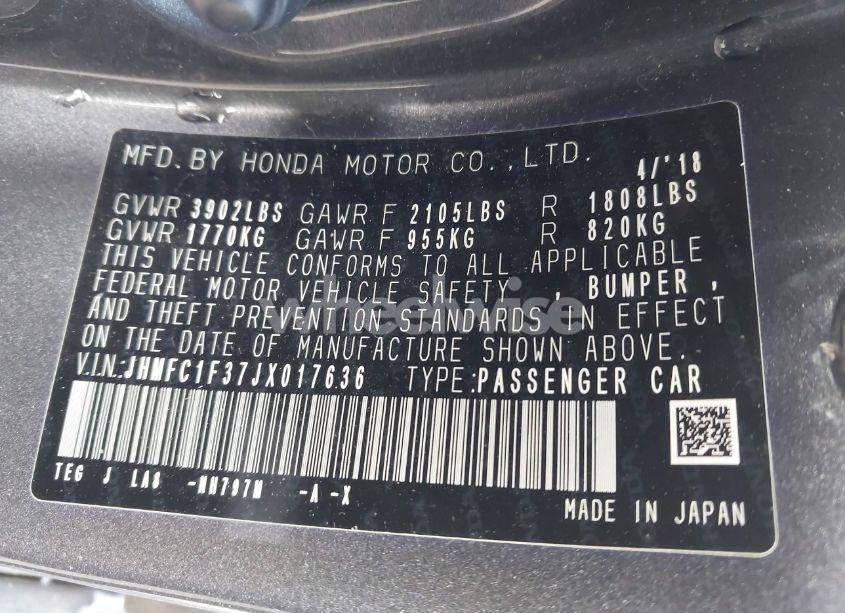 MFD. BY HONDA MOTOR CO., LTD. 4/'18
GVWR 3902LBS GAWR F 2105LBS R 1808LBS
GVWR 1770KG GAWR F 955KG R 820KG
THIS VEHICLE CONFORMS TO ALL APPLICABLE
FEDERAL MOTOR VEHICLE SAFETY, BUMPER,
AND THEFT PREVENTION STANDARDS IN EFFECT
ON THE DATE OF MANUFACTURE SHOWN ABOVE.
V.I.N.:JHMFC1F37JX017636 TYPE:PASSENGER CAR
TEG J LA8 -NH797M -A -X
MADE IN JAPAN
wheelwise